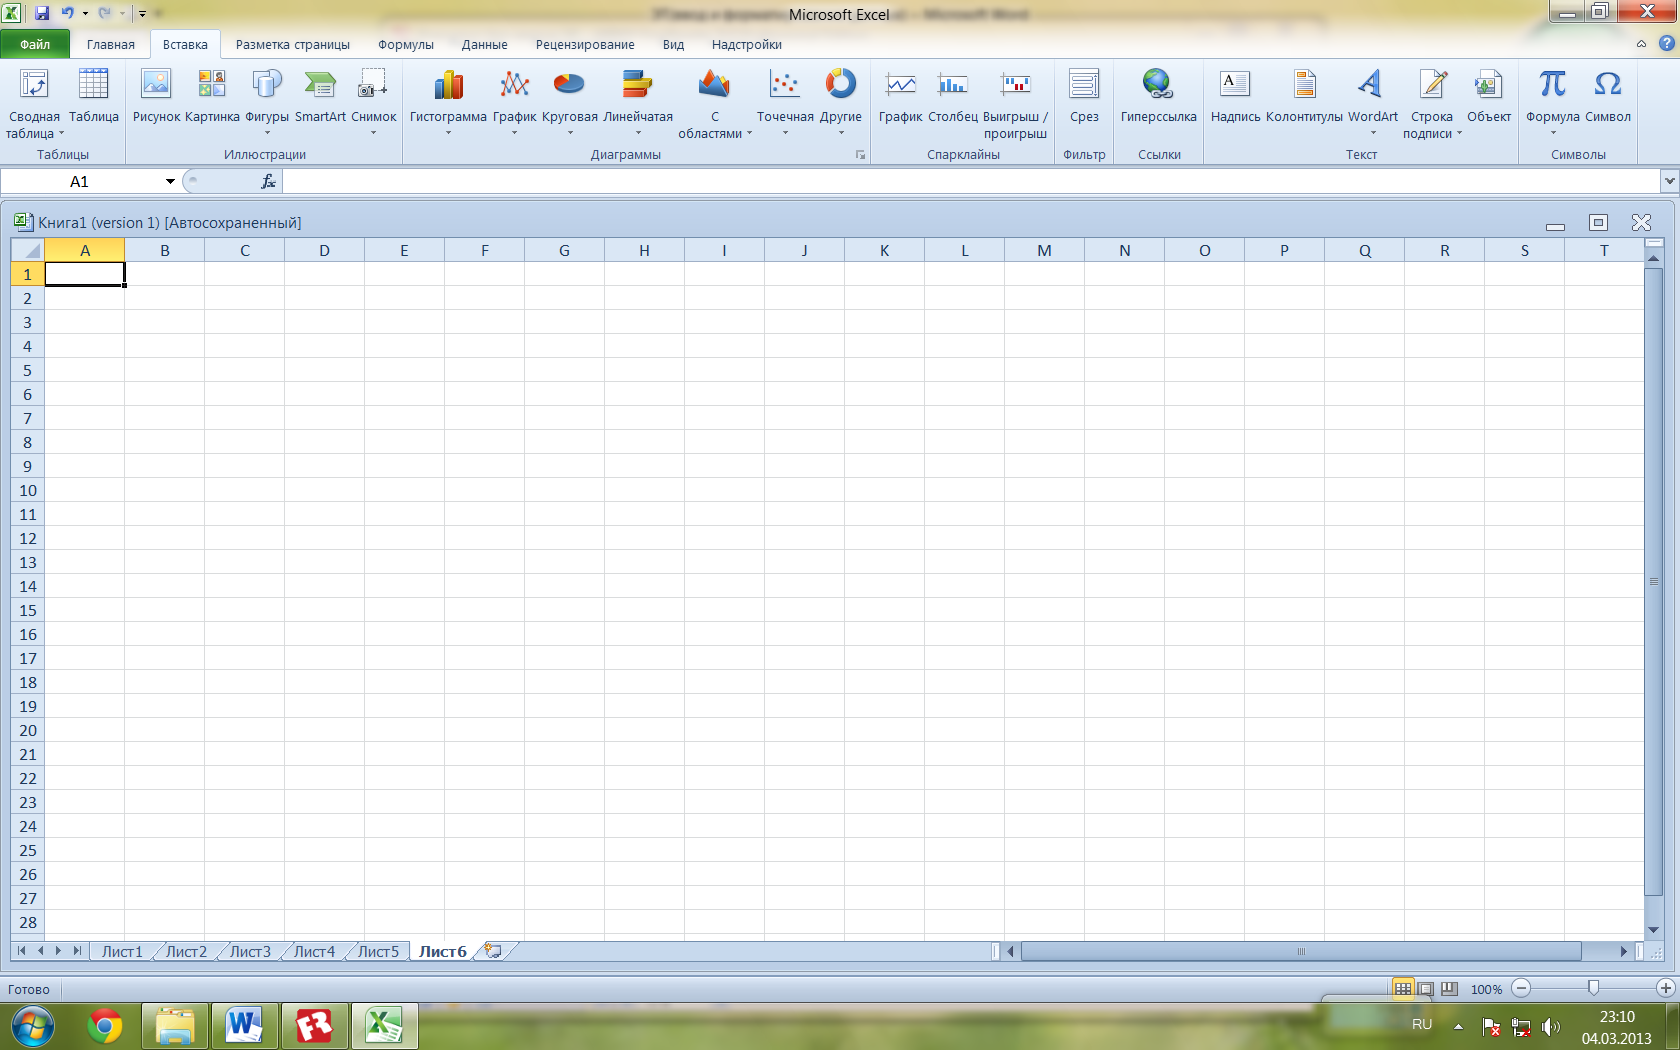 Microsoft Excel
Файл Главная Вставка Разметка страницы Формулы Данные Рецензирование Вид Надстройки
Сводная таблица Таблица Рисунок Картинка Фигуры SmartArt Снимок Гистограмма График Круговая Линейчатая С областями Точечная Другие График Столбец Выигрыш / проигрыш Срез Гиперссылка Надпись Колонтитулы WordArt Строка подписи Объект Формула Символ
Таблицы Иллюстрации Диаграммы Спарклайны Фильтр Ссылки Текст Символы
A1 fx
Книга1 (version 1) [Автосохраненный]
A B C D E F G H I J K L M N O P Q R S T
1
2
3
4
5
6
7
8
9
10
11
12
13
14
15
16
17
18
19
20
21
22
23
24
25
26
27
28
Лист1 Лист2 Лист3 Лист4 Лист5 Лист6
Готово 100%
RU 23:10
04.03.2013